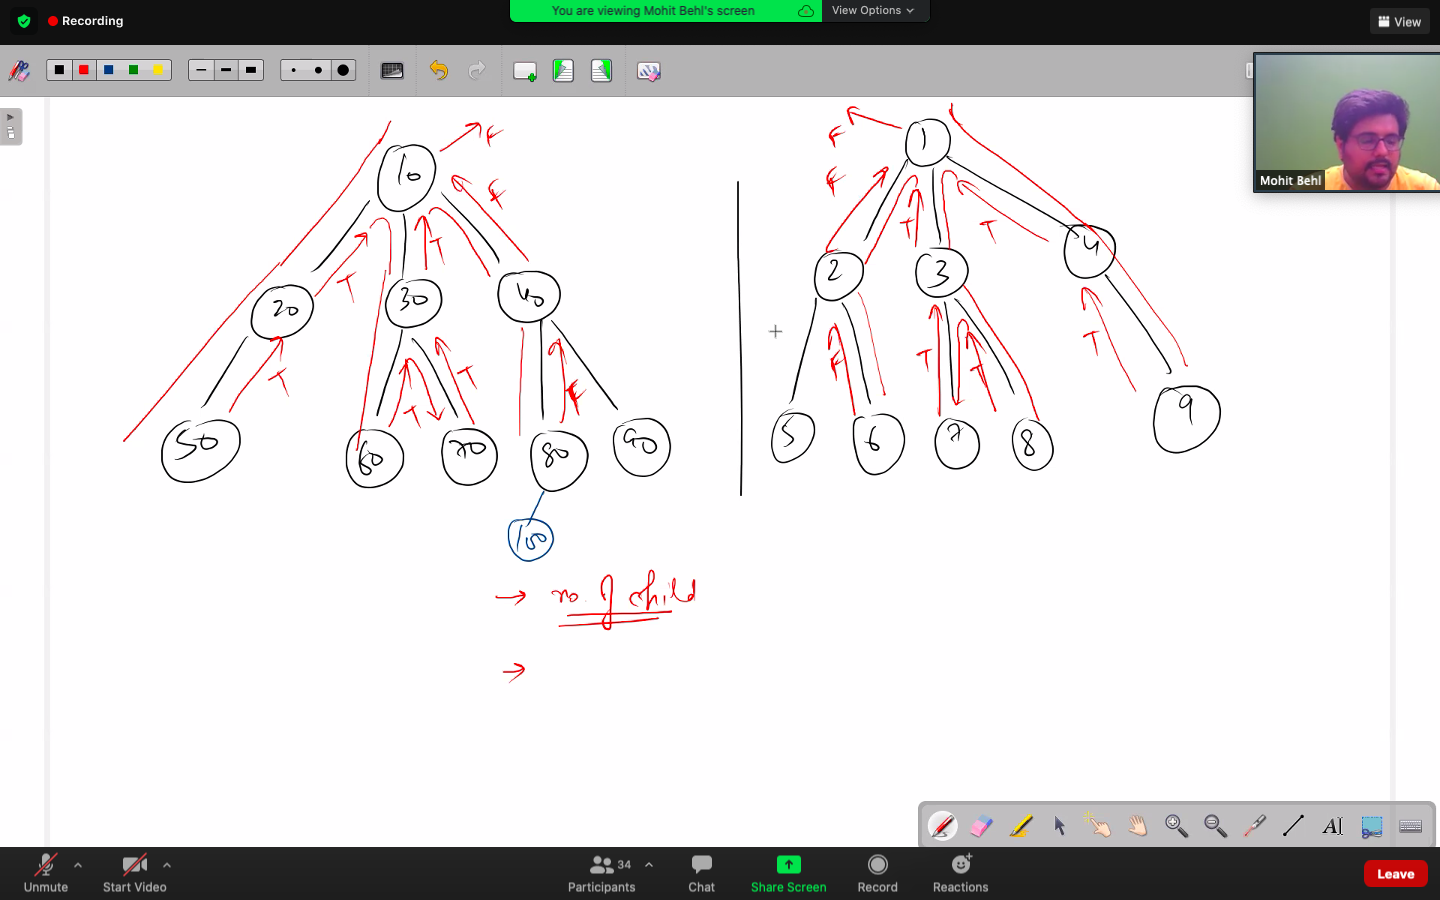 Recording
You are viewing Mohit Behl's screen
View Options
View
Mohit Behl
10
F
F
T
T
20
30
40
T
T
T
F
50
60
70
80
90
100
→ no. of child
→
1
F
F
T
T
2
3
4
F
T
T
T
5
6
7
8
9
AI
Unmute
Start Video
34
Participants
Chat
Share Screen
Record
Reactions
Leave